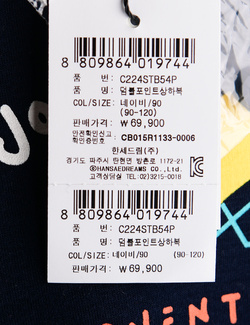 8 809864 019744
품 번: C224STB54P
품 명: 덤블포인트상하복
COL/SIZE: 네이비/90
(90-120)
판매가격: ₩ 69,900
안전확인신고
확인증번호: CB015R1133-0006
한세드림(주)
경기도 파주시 탄현면 방촌로 1172-21
ⓒHANSAEDREAMS CO.,Ltd.
고객상담실 TEL:02)3215-0018
8 809864 019744
품 번: C224STB54P
품 명: 덤블포인트상하복
COL/SIZE: 네이비/90 (90-120)
판매가격: ₩ 69,900